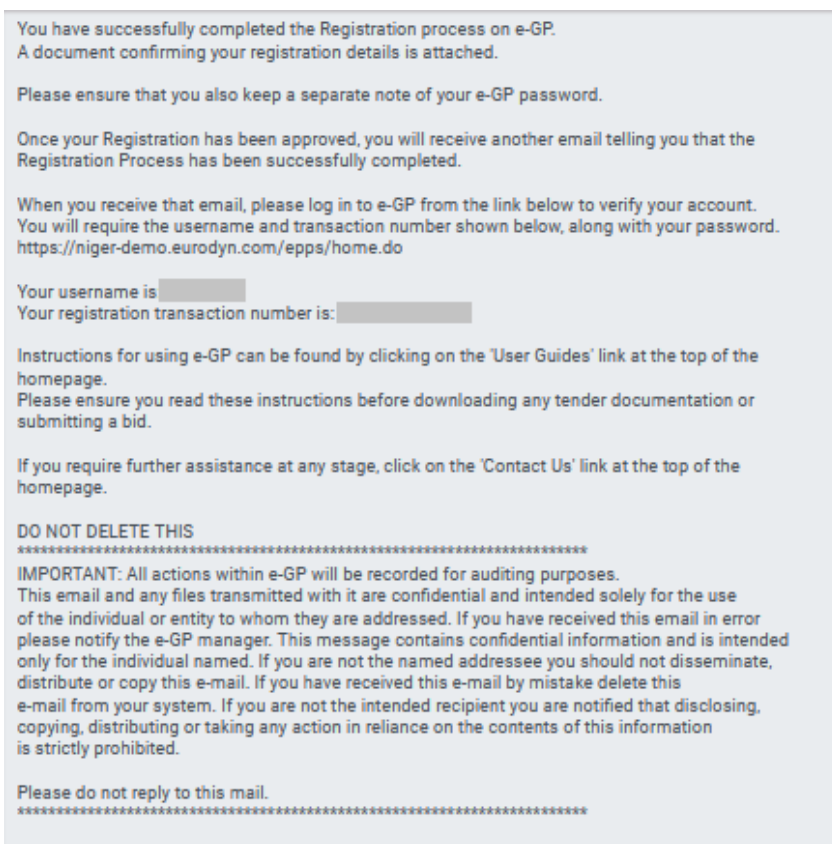 You have successfully completed the Registration process on e-GP.
A document confirming your registration details is attached.
Please ensure that you also keep a separate note of your e-GP password.
Once your Registration has been approved, you will receive another email telling you that the
Registration Process has been successfully completed.
When you receive that email, please log in to e-GP from the link below to verify your account.
You will require the username and transaction number shown below, along with your password.
https://niger-demo.eurodyn.com/epps/home.do
Your username is
Your registration transaction number is:
Instructions for using e-GP can be found by clicking on the 'User Guides' link at the top of the
homepage.
Please ensure you read these instructions before downloading any tender documentation or
submitting a bid.
If you require further assistance at any stage, click on the 'Contact Us' link at the top of the
homepage.
DO NOT DELETE THIS
**************************************************************************
IMPORTANT: All actions within e-GP will be recorded for auditing purposes.
This email and any files transmitted with it are confidential and intended solely for the use
of the individual or entity to whom they are addressed. If you have received this email in error
please notify the e-GP manager. This message contains confidential information and is intended
only for the individual named. If you are not the named addressee you should not disseminate,
distribute or copy this e-mail. If you have received this e-mail by mistake delete this
e-mail from your system. If you are not the intended recipient you are notified that disclosing,
copying, distributing or taking any action in reliance on the contents of this information
is strictly prohibited.
Please do not reply to this mail.
**************************************************************************